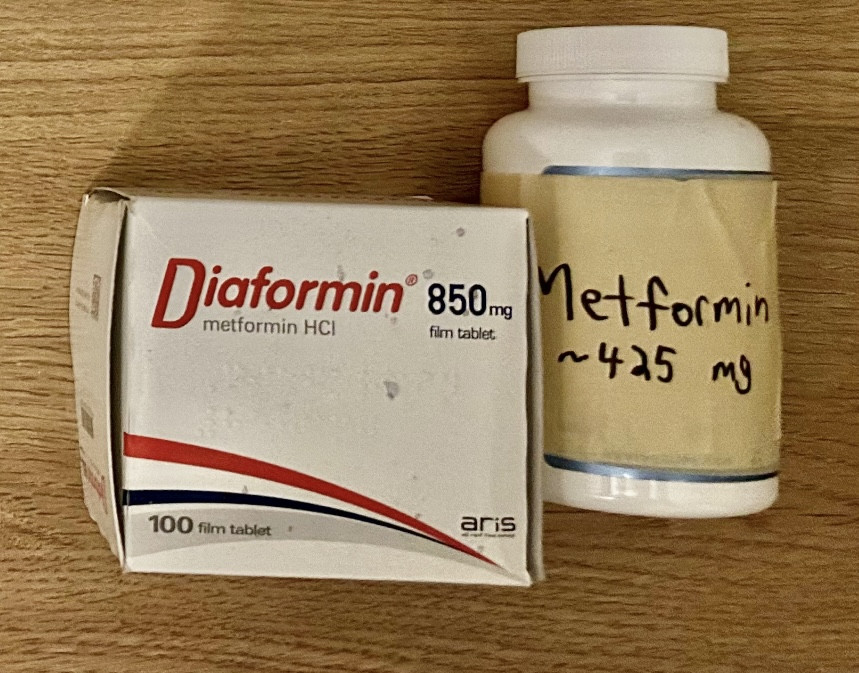 Diaformin® 850mg
metformin HCl
film tablet
100 film tablet
aris
Metformin
~425 mg